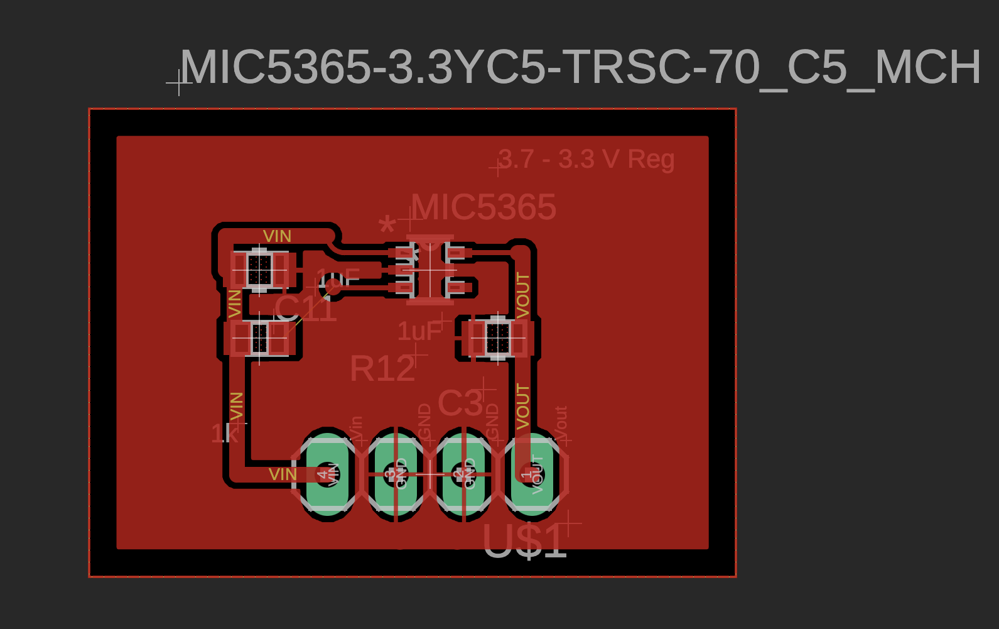 MIC5365-3.3YC5-TRSC-70_C5_MCH
3.7 - 3.3 V Reg
MIC5365
*
*
VIN
1uF
VIN
C11
VOUT
1uF
R12
C3
VIN
1k
VOUT
Vin
GND
GND
Vout
VIN
4
VIN
3
GND
2
GND
1
VOUT
U$1